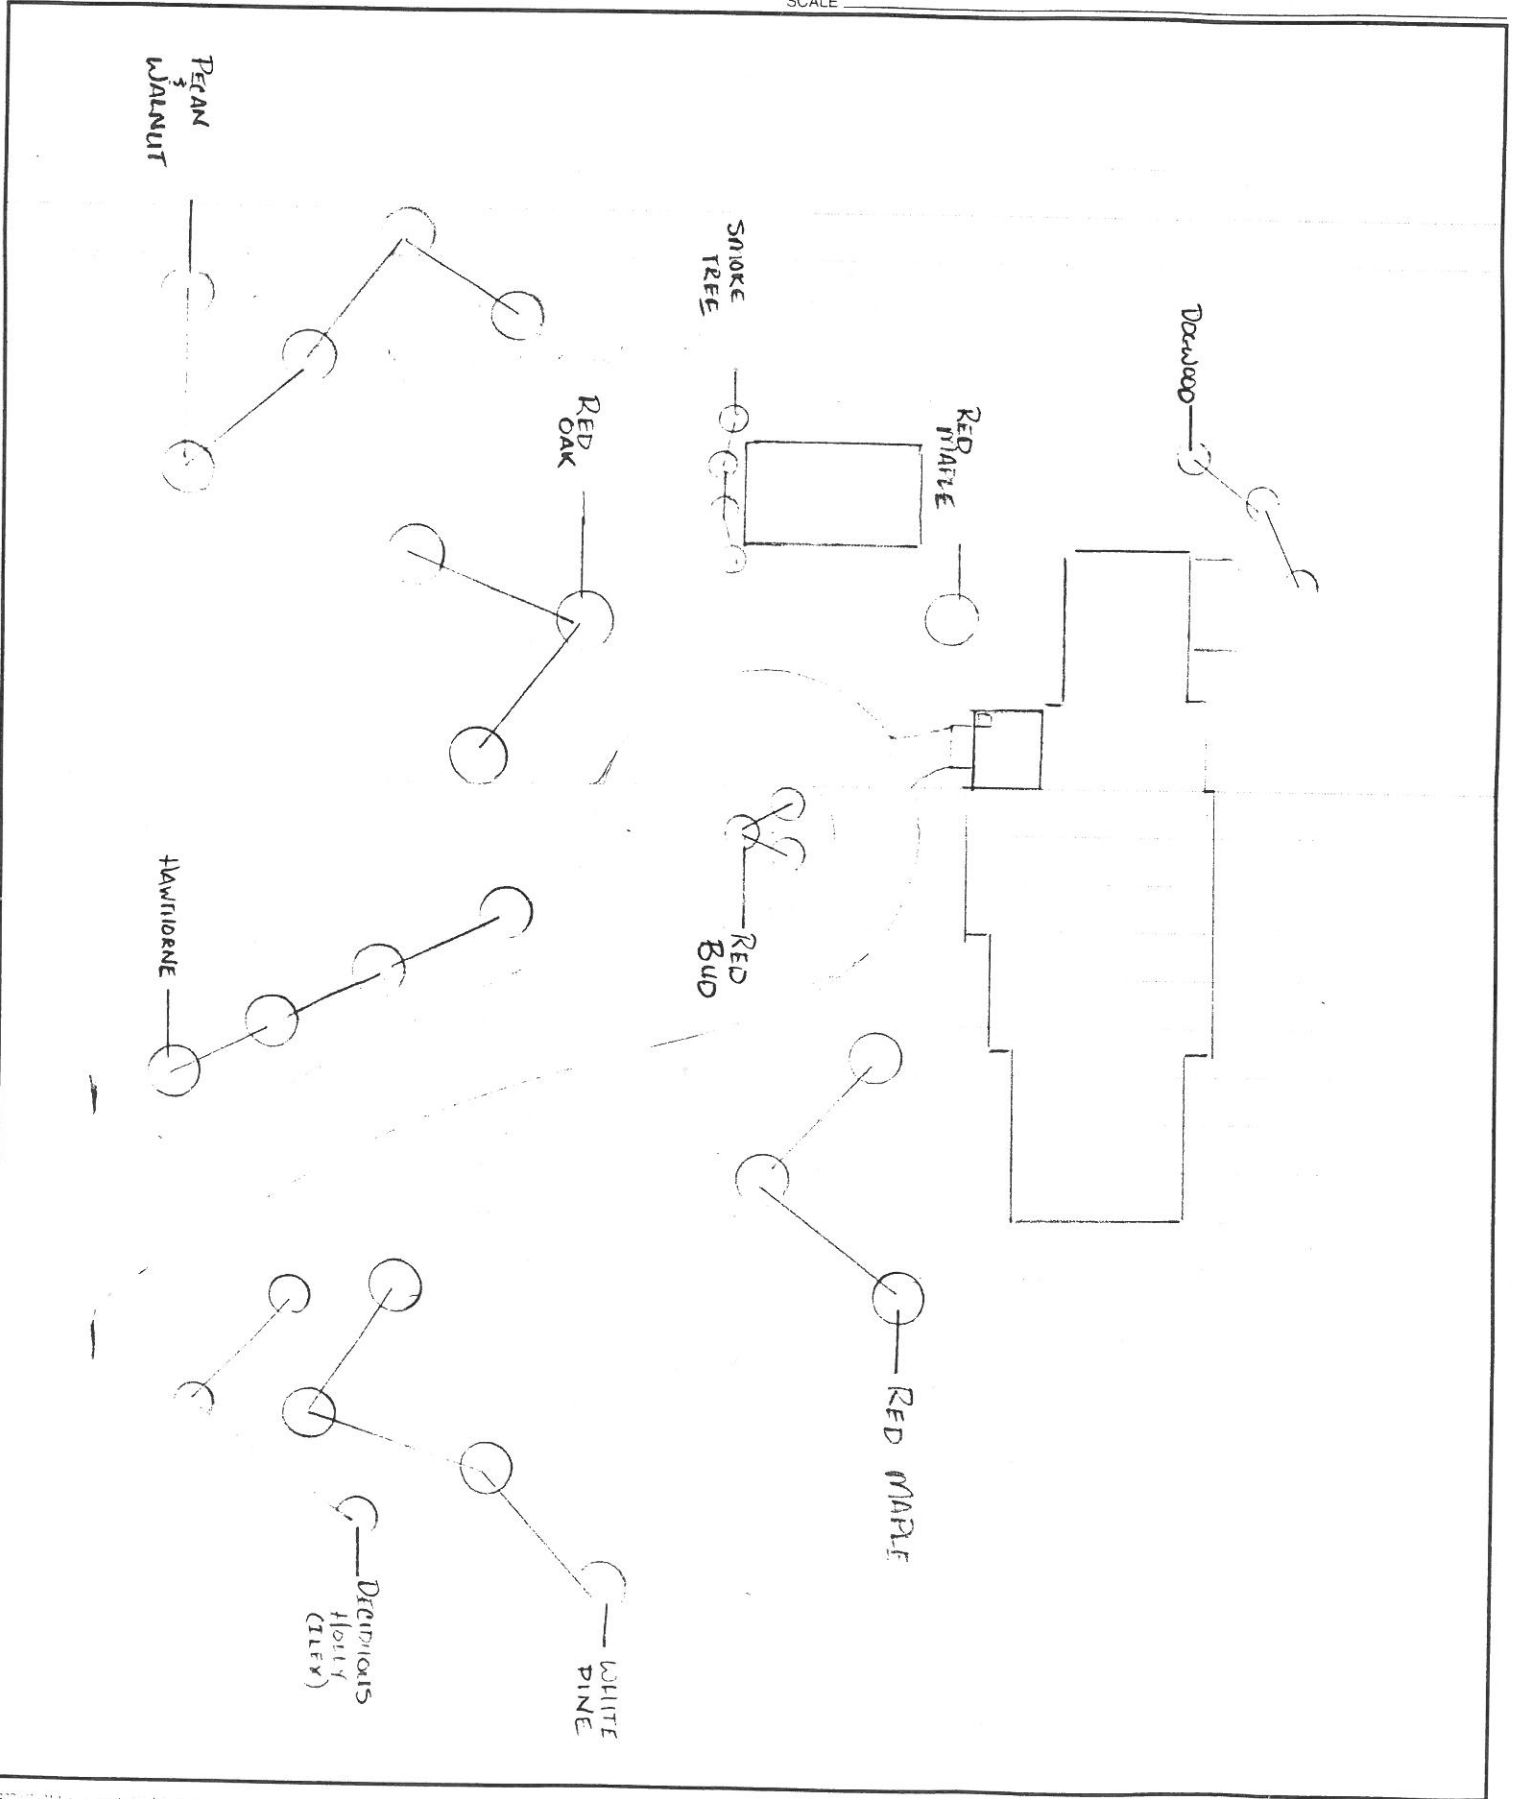 SCALE
PECAN
&
WALNUT
SMOKE
TREE
DOGWOOD
RED
OAK
RED
MAPLE
HAWTHORNE
RED
BUD
RED MAPLE
DECIDIIOUS
HOLLY
(ILEX)
WHITE
PINE